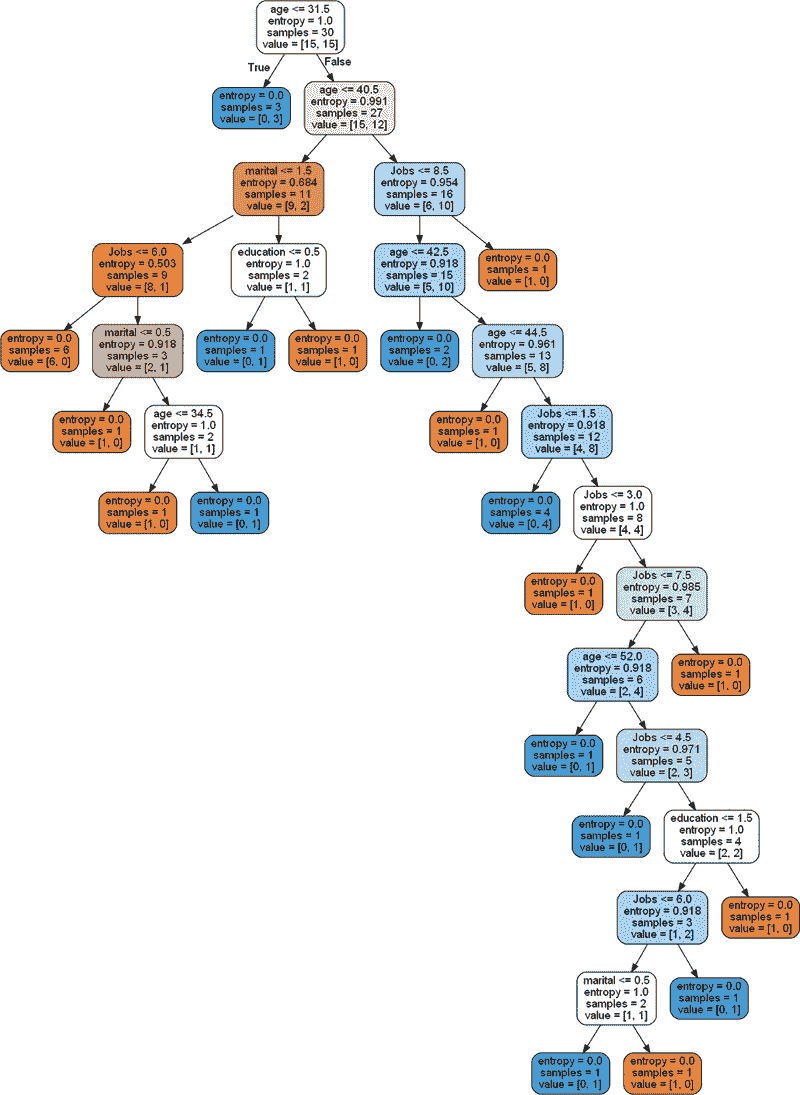 age <= 31.5
entropy = 1.0
samples = 30
value = [15, 15]
True
False
entropy = 0.0
samples = 3
value = [0, 3]
age <= 40.5
entropy = 0.991
samples = 27
value = [15, 12]
marital <= 1.5
entropy = 0.684
samples = 11
value = [9, 2]
Jobs <= 8.5
entropy = 0.954
samples = 16
value = [6, 10]
Jobs <= 6.0
entropy = 0.503
samples = 9
value = [8, 1]
education <= 0.5
entropy = 1.0
samples = 2
value = [1, 1]
age <= 42.5
entropy = 0.918
samples = 15
value = [5, 10]
entropy = 0.0
samples = 1
value = [1, 0]
entropy = 0.0
samples = 6
value = [6, 0]
marital <= 0.5
entropy = 0.918
samples = 3
value = [2, 1]
entropy = 0.0
samples = 1
value = [0, 1]
entropy = 0.0
samples = 1
value = [1, 0]
entropy = 0.0
samples = 2
value = [0, 2]
age <= 44.5
entropy = 0.961
samples = 13
value = [5, 8]
entropy = 0.0
samples = 1
value = [1, 0]
age <= 34.5
entropy = 1.0
samples = 2
value = [1, 1]
entropy = 0.0
samples = 1
value = [1, 0]
Jobs <= 1.5
entropy = 0.918
samples = 12
value = [4, 8]
entropy = 0.0
samples = 1
value = [1, 0]
entropy = 0.0
samples = 1
value = [0, 1]
entropy = 0.0
samples = 4
value = [0, 4]
Jobs <= 3.0
entropy = 1.0
samples = 8
value = [4, 4]
entropy = 0.0
samples = 1
value = [1, 0]
Jobs <= 7.5
entropy = 0.985
samples = 7
value = [3, 4]
age <= 52.0
entropy = 0.918
samples = 6
value = [2, 4]
entropy = 0.0
samples = 1
value = [1, 0]
entropy = 0.0
samples = 1
value = [0, 1]
Jobs <= 4.5
entropy = 0.971
samples = 5
value = [2, 3]
entropy = 0.0
samples = 1
value = [0, 1]
education <= 1.5
entropy = 1.0
samples = 4
value = [2, 2]
Jobs <= 6.0
entropy = 0.918
samples = 3
value = [1, 2]
entropy = 0.0
samples = 1
value = [1, 0]
marital <= 0.5
entropy = 1.0
samples = 2
value = [1, 1]
entropy = 0.0
samples = 1
value = [0, 1]
entropy = 0.0
samples = 1
value = [0, 1]
entropy = 0.0
samples = 1
value = [1, 0]